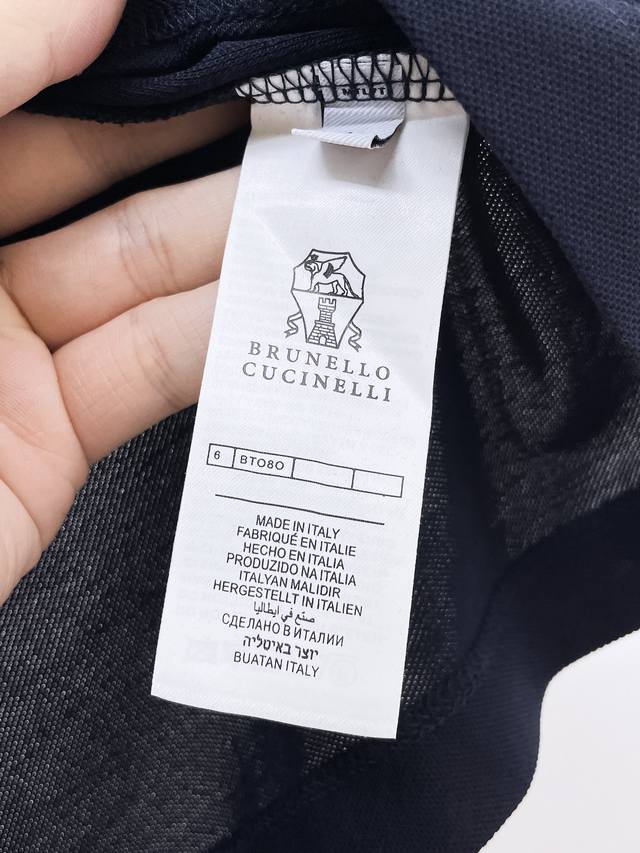 BRUNELLO
CUCINELLI
6 BTO8O
MADE IN ITALY
FABRIQUÉ EN ITALIE
HECHO EN ITALIA
PRODUZIDO NA ITALIA
ITALYAN MALIDIR
HERGESTELLT IN ITALIEN
صنع في ايطاليا
СДЕЛАНО В ИТАЛИИ
יוצר באיטליה
BUATAN ITALY